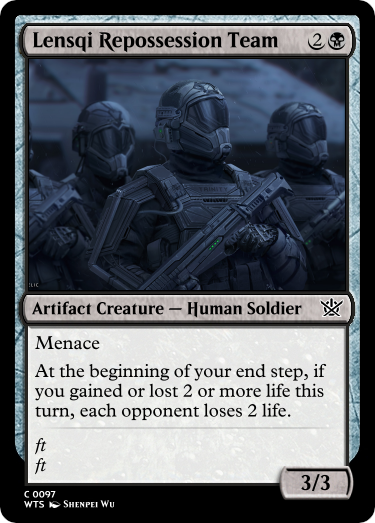 Lensqi Repossession Team 2
Artifact Creature — Human Soldier
Menace
At the beginning of your end step, if
you gained or lost 2 or more life this
turn, each opponent loses 2 life.
ft
ft
3/3
C 0097
WTS Shenpei Wu